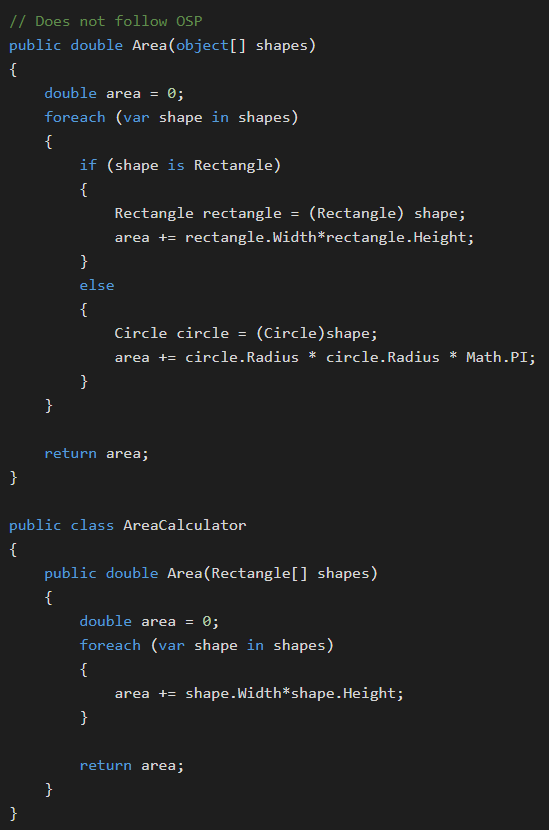 // Does not follow OSP
public double Area(object[] shapes)
{
    double area = 0;
    foreach (var shape in shapes)
    {
        if (shape is Rectangle)
        {
            Rectangle rectangle = (Rectangle) shape;
            area += rectangle.Width*rectangle.Height;
        }
        else
        {
            Circle circle = (Circle)shape;
            area += circle.Radius * circle.Radius * Math.PI;
        }
    }

    return area;
}

public class AreaCalculator
{
    public double Area(Rectangle[] shapes)
    {
        double area = 0;
        foreach (var shape in shapes)
        {
            area += shape.Width*shape.Height;
        }

        return area;
    }
}